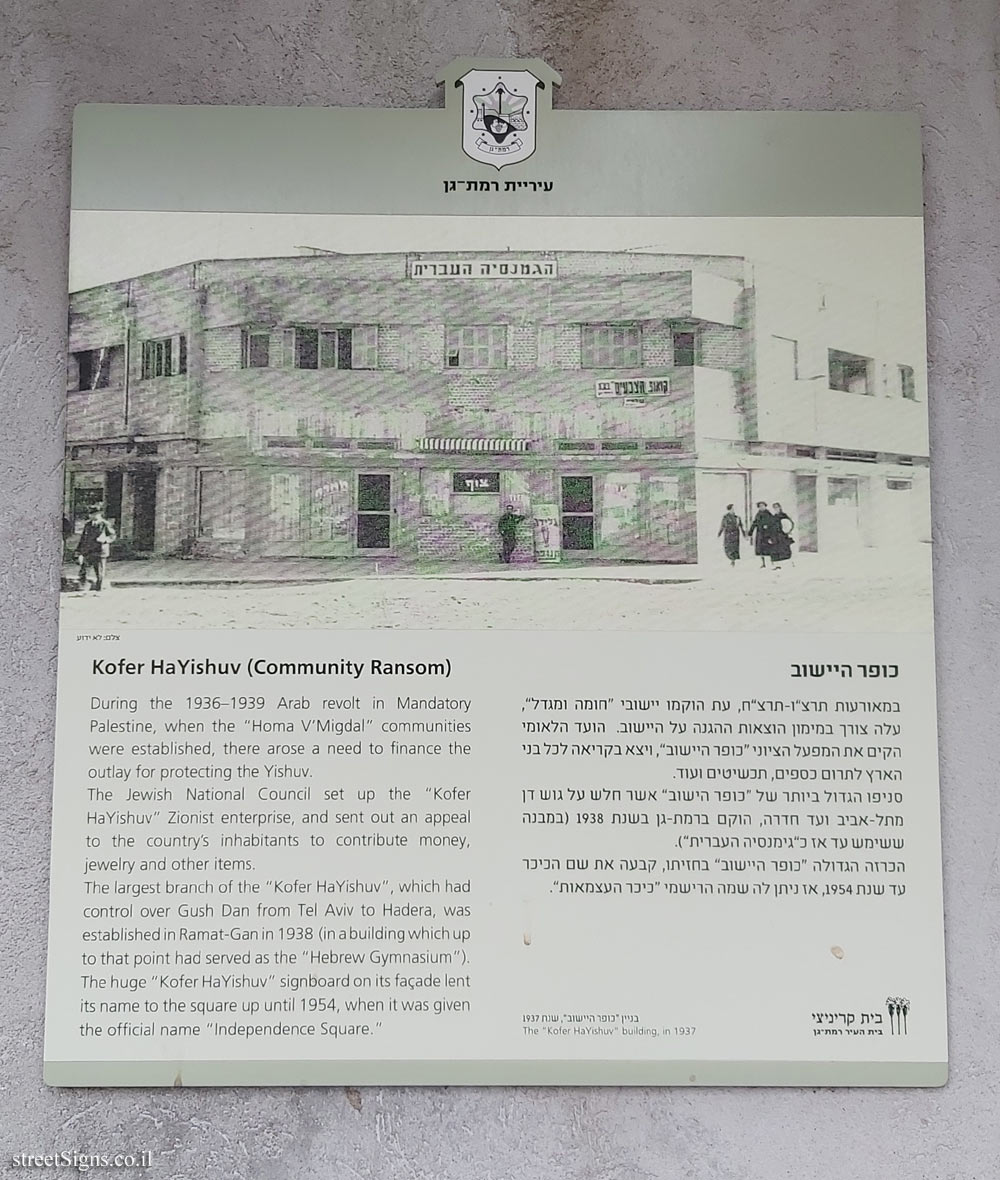 רמת־גן
עיריית רמת־גן
הגמנסיה העברית
קואופ הצבעים
צוף
צלם: לא ידוע
Kofer HaYishuv (Community Ransom)
During the 1936–1939 Arab revolt in Mandatory
Palestine, when the “Homa V’Migdal” communities
were established, there arose a need to finance the
outlay for protecting the Yishuv.
The Jewish National Council set up the “Kofer
HaYishuv” Zionist enterprise, and sent out an appeal
to the country’s inhabitants to contribute money,
jewelry and other items.
The largest branch of the “Kofer HaYishuv”, which had
control over Gush Dan from Tel Aviv to Hadera, was
established in Ramat-Gan in 1938 (in a building which up
to that point had served as the “Hebrew Gymnasium”).
The huge “Kofer HaYishuv” signboard on its façade lent
its name to the square up until 1954, when it was given
the official name “Independence Square.”
כופר היישוב
במאורעות תרצ“ו-תרצ“ח, עת הוקמו יישובי ”חומה ומגדל“,
עלה צורך במימון הוצאות ההגנה על היישוב. הועד הלאומי
הקים את המפעל הציוני ”כופר היישוב“, ויצא בקריאה לכל בני
הארץ לתרום כספים, תכשיטים ועוד.
סניפו הגדול ביותר של ”כופר הישוב“ אשר חלש על גוש דן
מתל-אביב ועד חדרה, הוקם ברמת-גן בשנת 1938 (במבנה
ששימש עד אז כ“גימנסיה העברית“).
הכרזה הגדולה ”כופר היישוב“ בחזיתו, קבעה את שם הכיכר
עד שנת 1954, אז ניתן לה שמה הרישמי ”כיכר העצמאות“.
בניין ”כופר היישוב“, שנת 1937
The “Kofer HaYishuv” building, in 1937
בית קריניצי
בית העיר רמת־גן
streetSigns.co.il